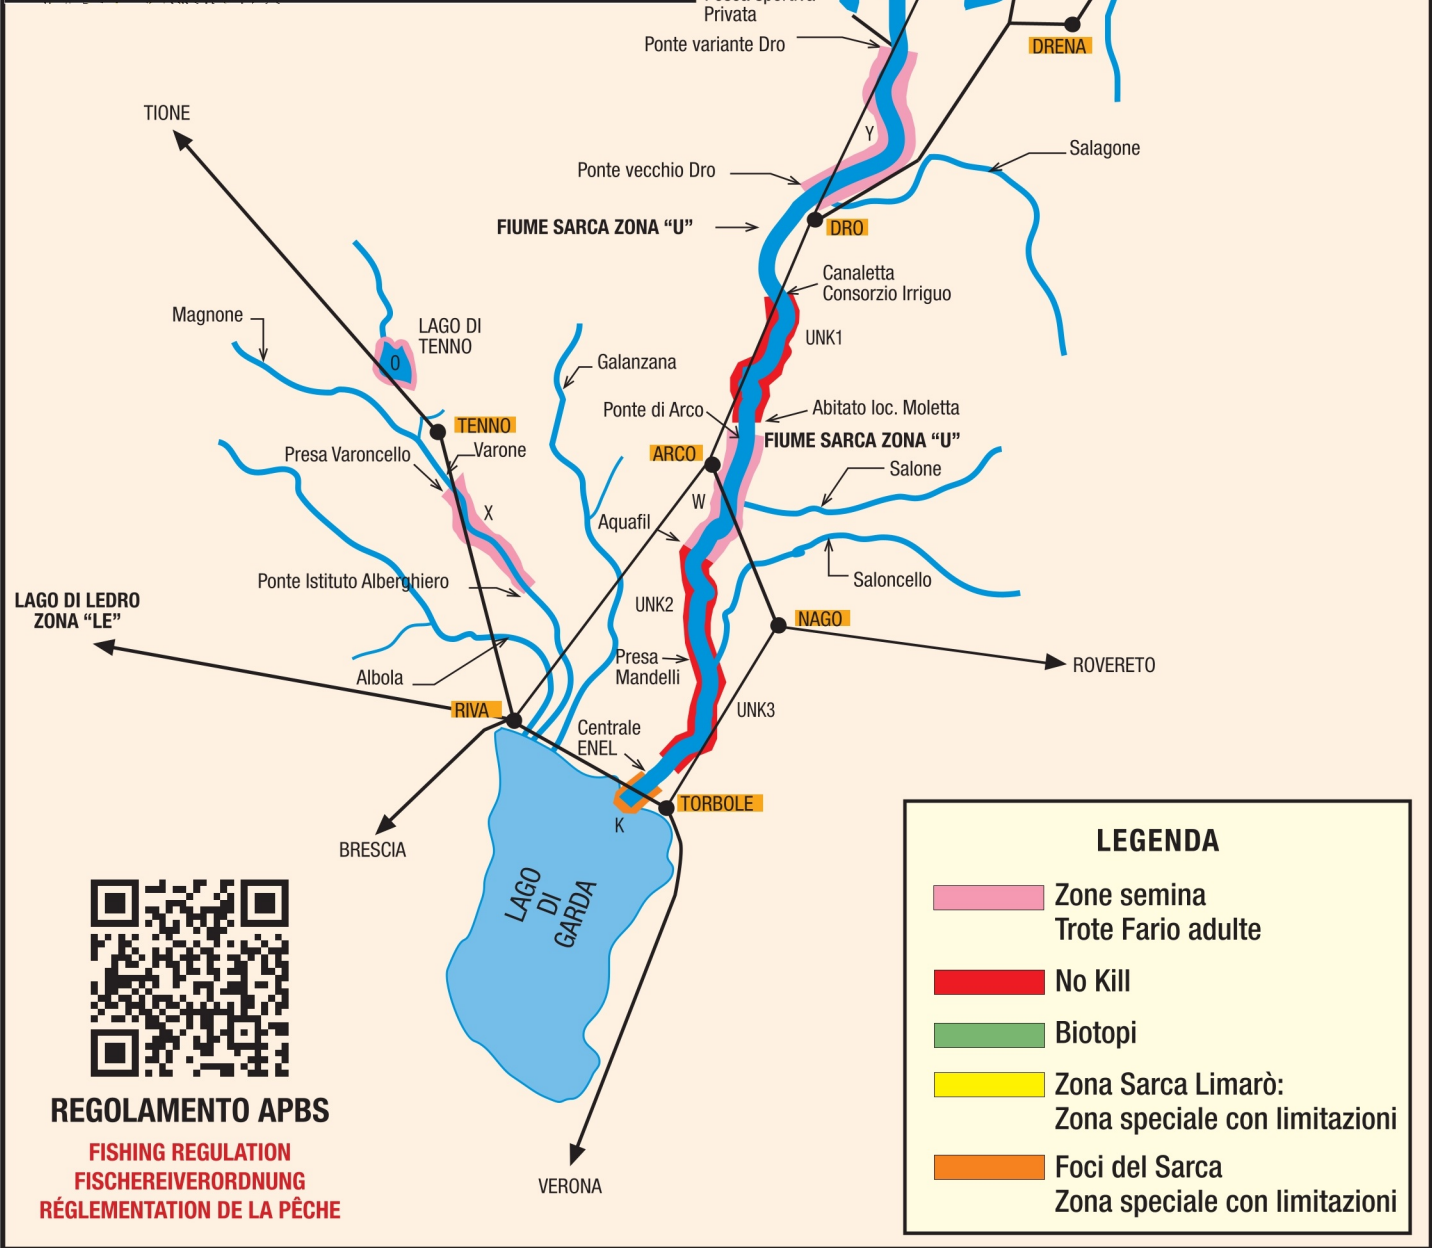 Privata
Ponte variante Dro
DRENA
TIONE
Y
Salagone
Ponte vecchio Dro
FIUME SARCA ZONA “U”
DRO
Canaletta
Consorzio Irriguo
Magnone
LAGO DI
TENNO
O
UNK1
Galanzana
Ponte di Arco
Abitato loc. Moletta
TENNO
FIUME SARCA ZONA “U”
Presa Varoncello
Varone
ARCO
Salone
W
X
Aquafil
Ponte Istituto Alberghiero
Saloncello
LAGO DI LEDRO
ZONA “LE”
UNK2
NAGO
Presa
Mandelli
ROVERETO
Albola
RIVA
UNK3
Centrale
ENEL
TORBOLE
K
BRESCIA
LAGO
DI
GARDA
VERONA
REGOLAMENTO APBS
FISHING REGULATION
FISCHEREIVERORDNUNG
RÉGLEMENTATION DE LA PÊCHE
LEGENDA
Zone semina
Trote Fario adulte
No Kill
Biotopi
Zona Sarca Limarò:
Zona speciale con limitazioni
Foci del Sarca
Zona speciale con limitazioni